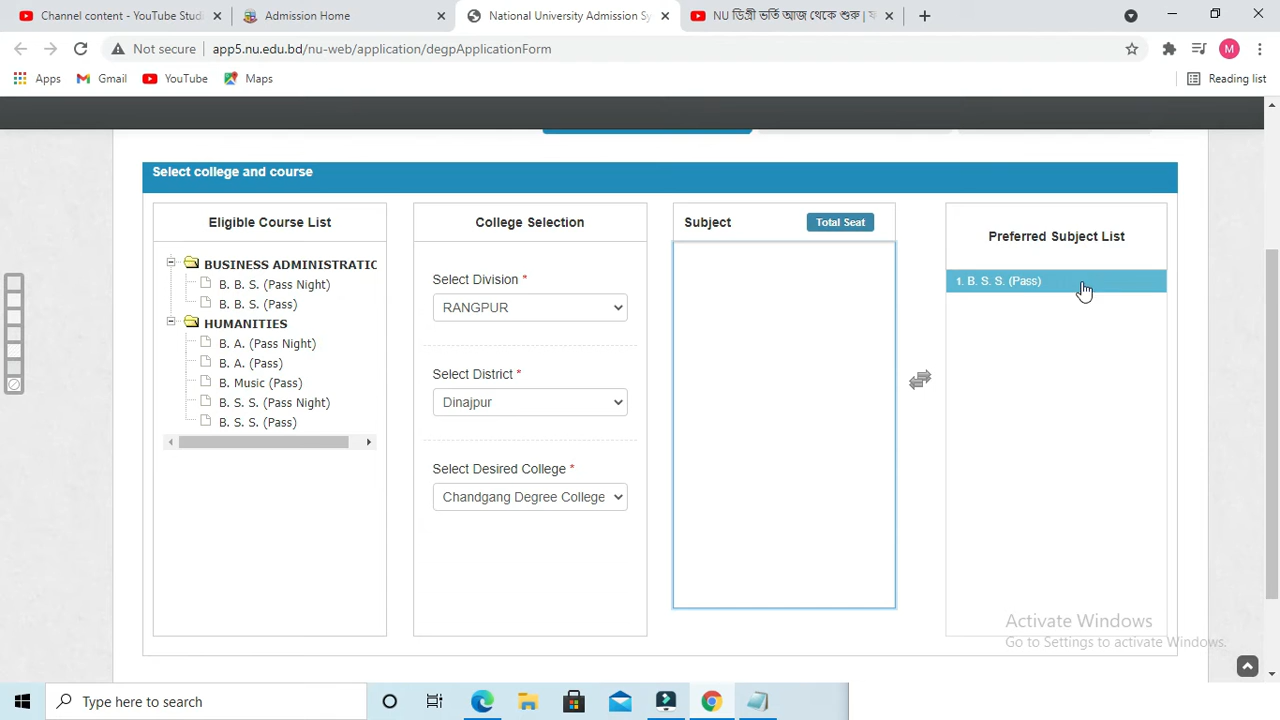 Channel content - YouTube Studi
Admission Home
National University Admission Sy
NU ডিগ্রী ভর্তি আজ থেকে শুরু |
Not secure
app5.nu.edu.bd/nu-web/application/degpApplicationForm
M
Apps
Gmail
YouTube
Maps
Reading list
Select college and course
Eligible Course List
College Selection
Subject
Total Seat
Preferred Subject List
BUSINESS ADMINISTRATIC
B. B. S. (Pass Night)
B. B. S. (Pass)
HUMANITIES
B. A. (Pass Night)
B. A. (Pass)
B. Music (Pass)
B. S. S. (Pass Night)
B. S. S. (Pass)
Select Division *
RANGPUR
Select District *
Dinajpur
Select Desired College *
Chandgang Degree College
1. B. S. S. (Pass)
Activate Windows
Go to Settings to activate Windows.
Type here to search